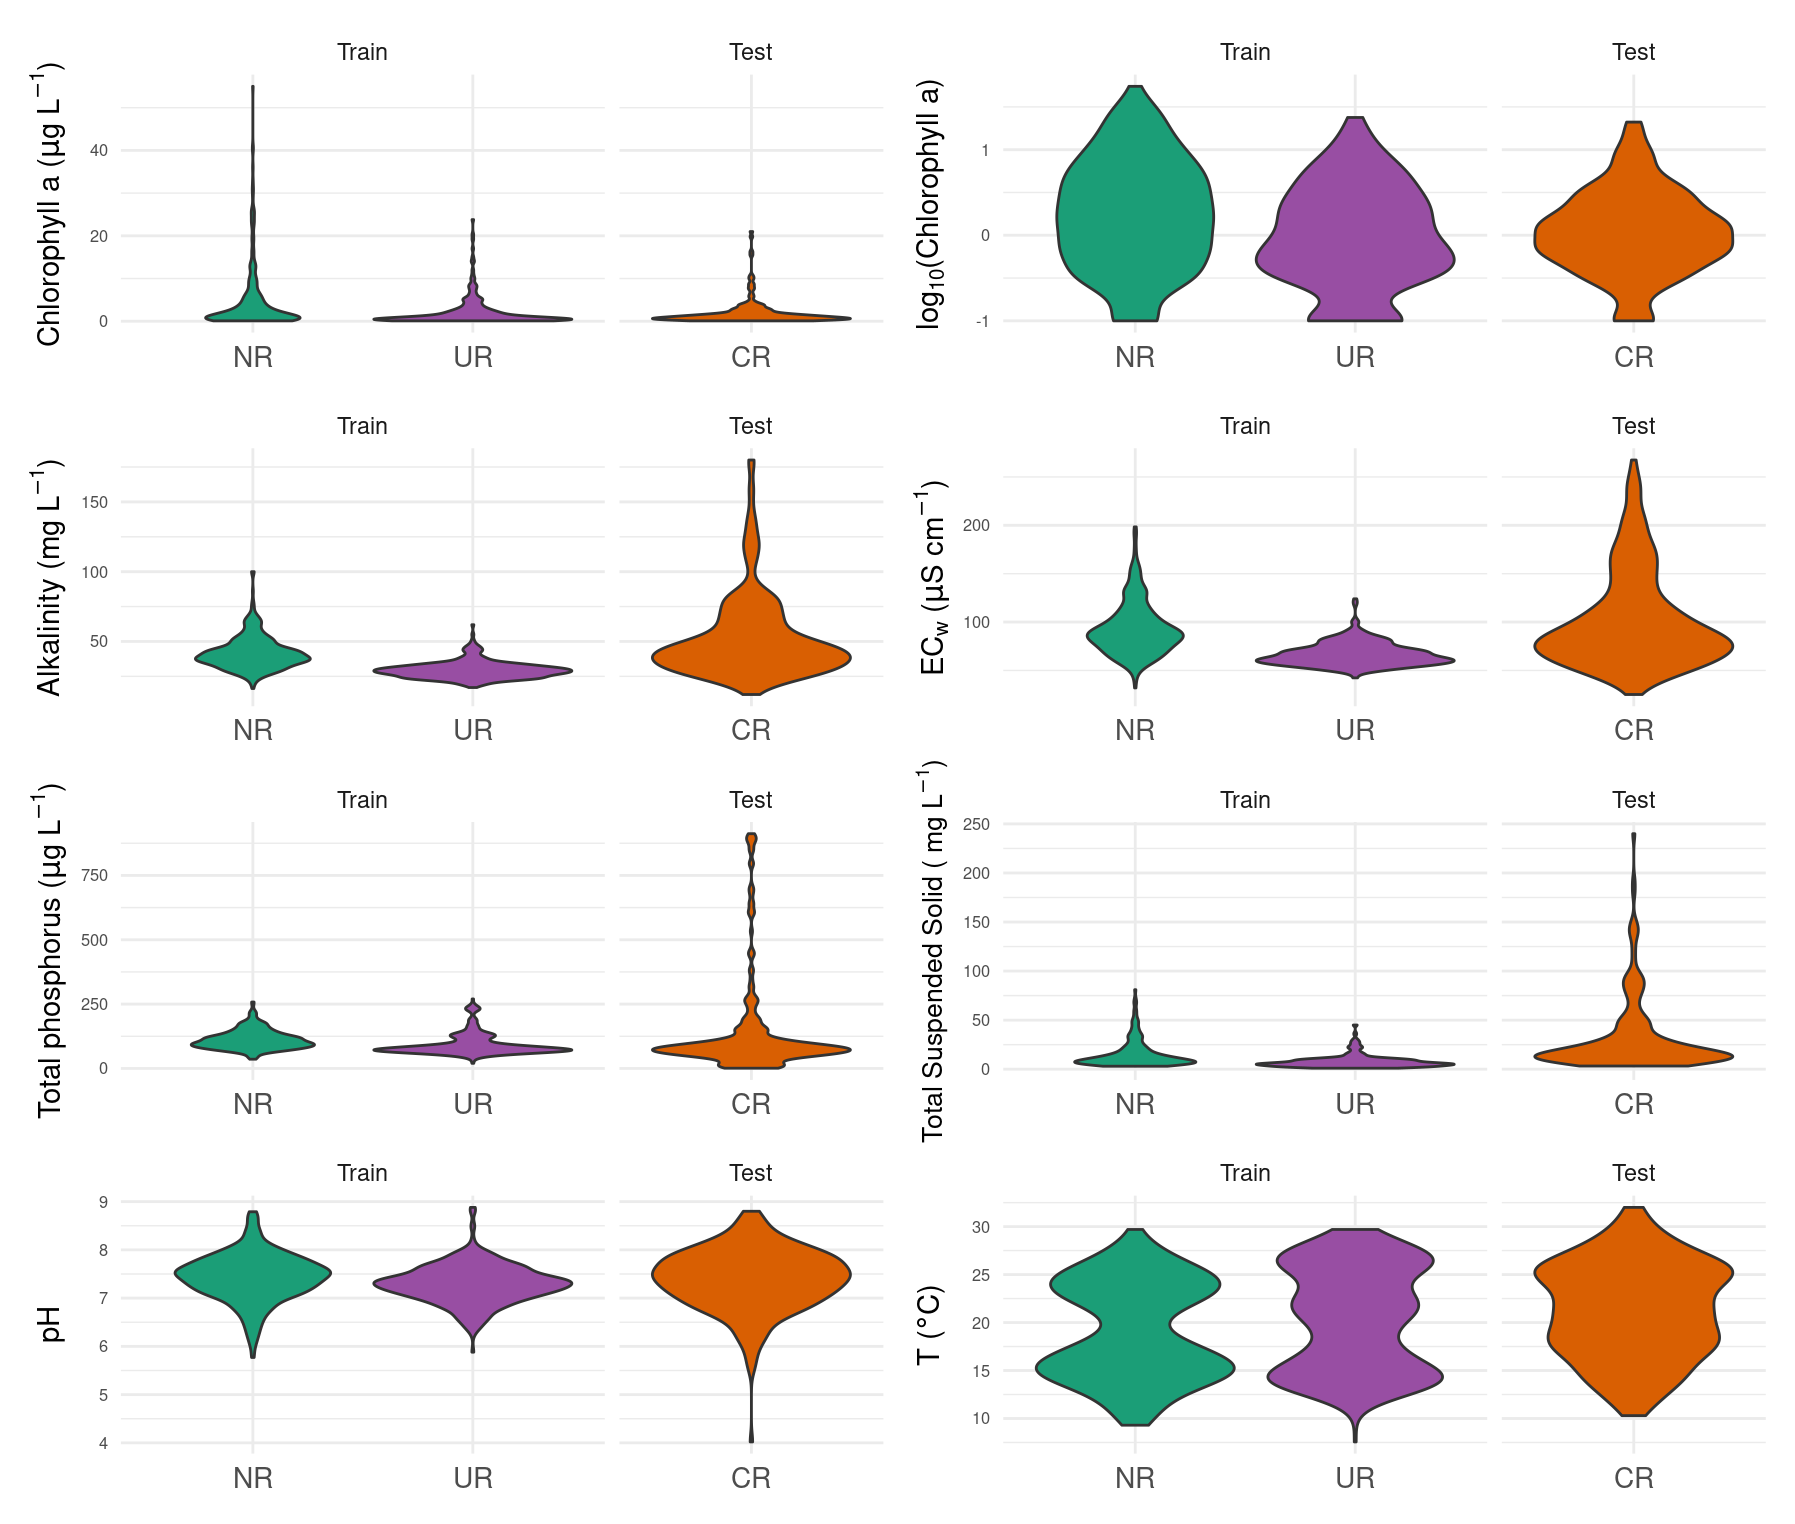 Train Test
Chlorophyll a (µg L⁻¹)
40
20
0
NR UR CR
Train Test
log₁₀(Chlorophyll a)
1
0
-1
NR UR CR
Train Test
Alkalinity (mg L⁻¹)
150
100
50
NR UR CR
Train Test
EC_w (µS cm⁻¹)
200
100
NR UR CR
Train Test
Total phosphorus (µg L⁻¹)
750
500
250
0
NR UR CR
Train Test
Total Suspended Solid ( mg L⁻¹)
250
200
150
100
50
0
NR UR CR
Train Test
pH
9
8
7
6
5
4
NR UR CR
Train Test
T (°C)
30
25
20
15
10
NR UR CR